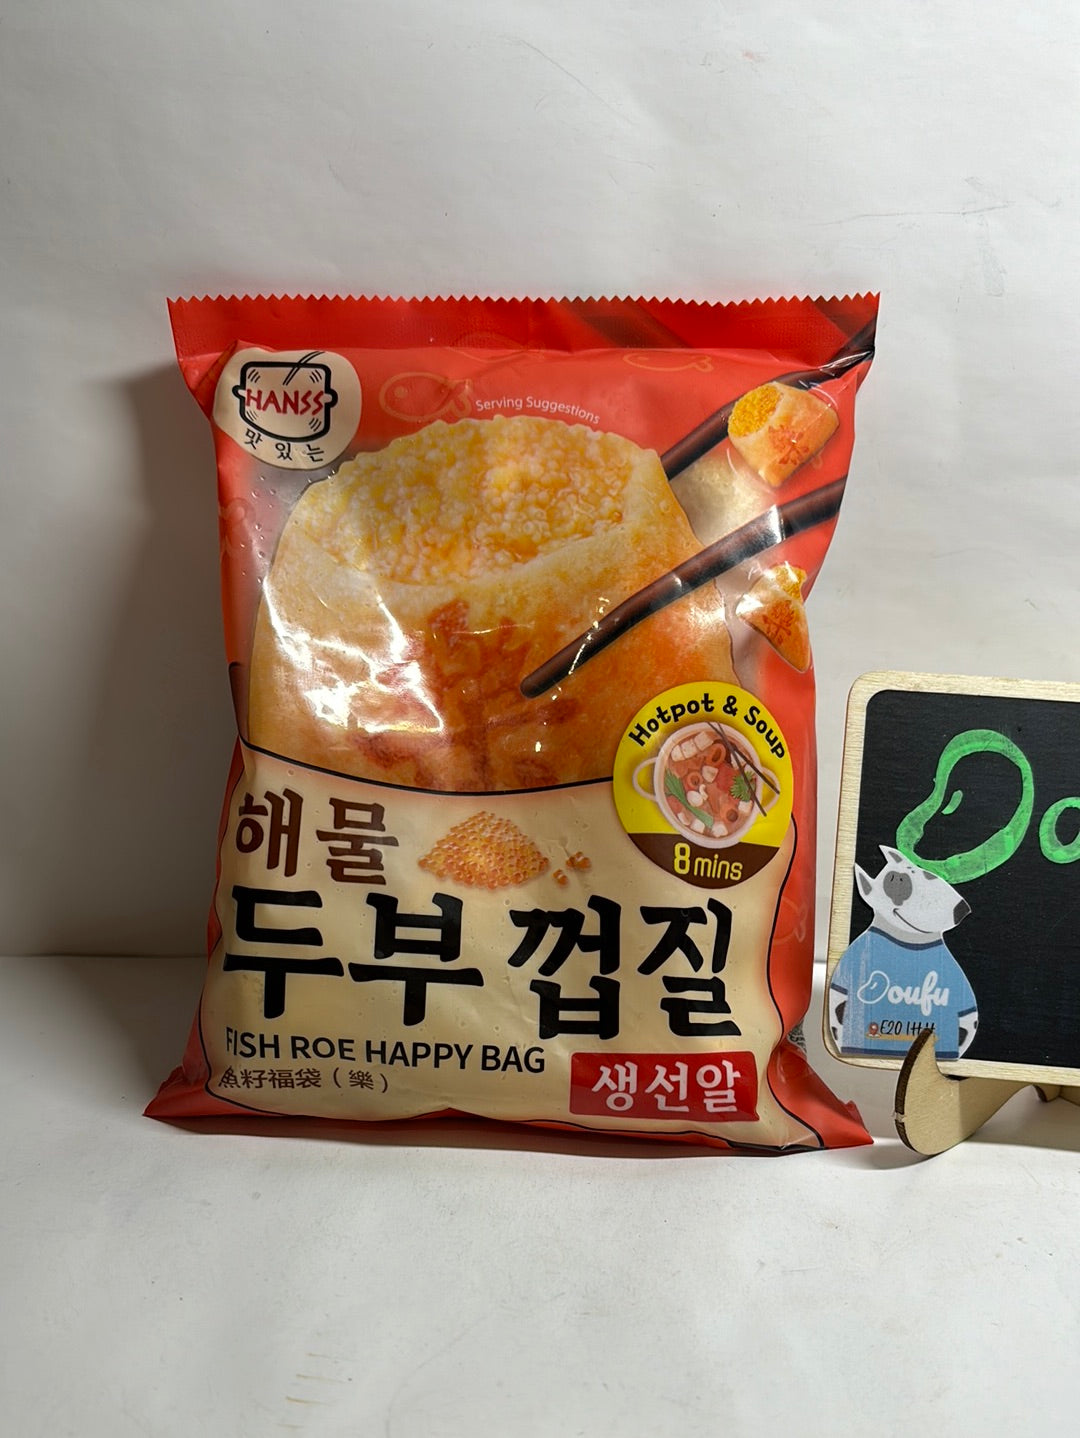 HANSS
맛있는
Serving Suggestions
Hotpot & Soup
8 mins
해물
두부 껍질
FISH ROE HAPPY BAG
魚籽福袋（樂）
생선알
Do
Doufu